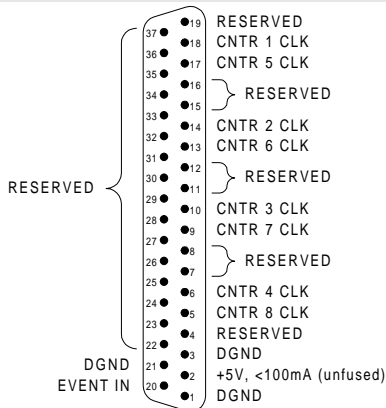 19 RESERVED
37
18 CNTR 1 CLK
36
17 CNTR 5 CLK
35
16
34
15
RESERVED
33
14 CNTR 2 CLK
32
13 CNTR 6 CLK
31
12
30
11
RESERVED
RESERVED
29
10 CNTR 3 CLK
28
9 CNTR 7 CLK
27
8
26
7
RESERVED
25
6 CNTR 4 CLK
24
5 CNTR 8 CLK
23
4 RESERVED
22
3 DGND
DGND 21
2 +5V, <100mA (unfused)
EVENT IN 20
1 DGND